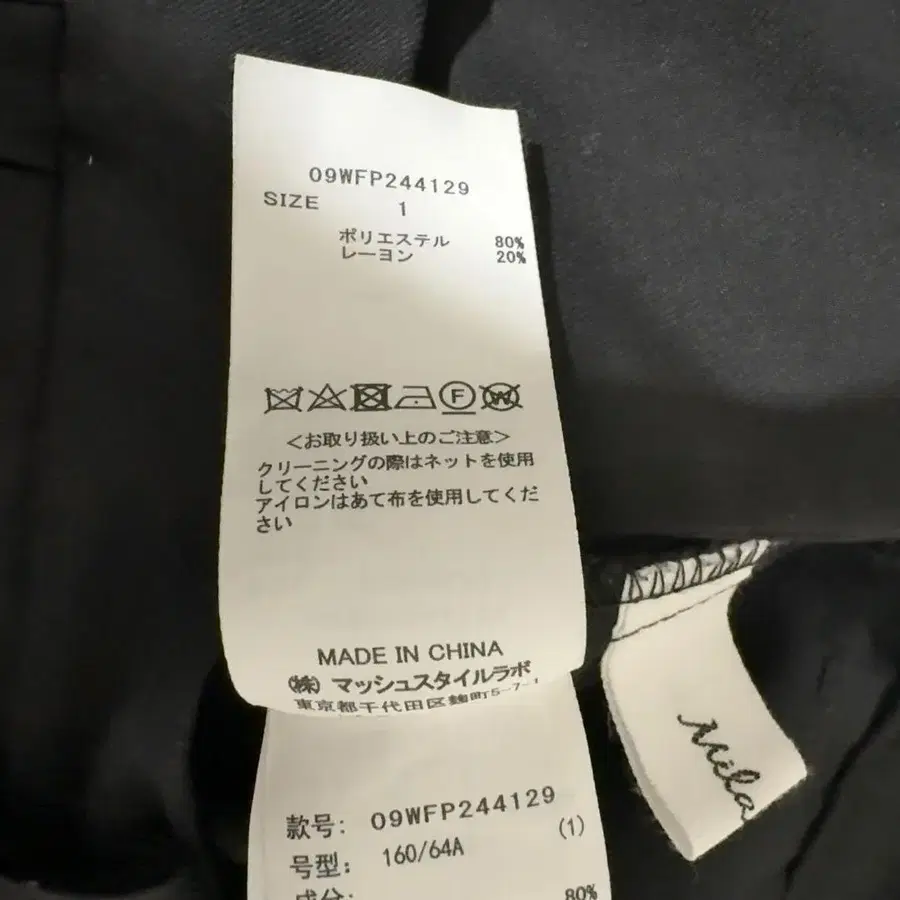 09WFP244129
SIZE 1
ポリエステル 80%
レーヨン 20%
F
W
<お取り扱い上のご注意>
クリーニングの際はネットを使用
してください
アイロンはあて布を使用してくだ
さい
MADE IN CHINA
(株) マッシュスタイルラボ
東京都千代田区麹町5-7-1
款号: 09WFP244129
号型: 160/64A (1)
成分: 80%
Mila